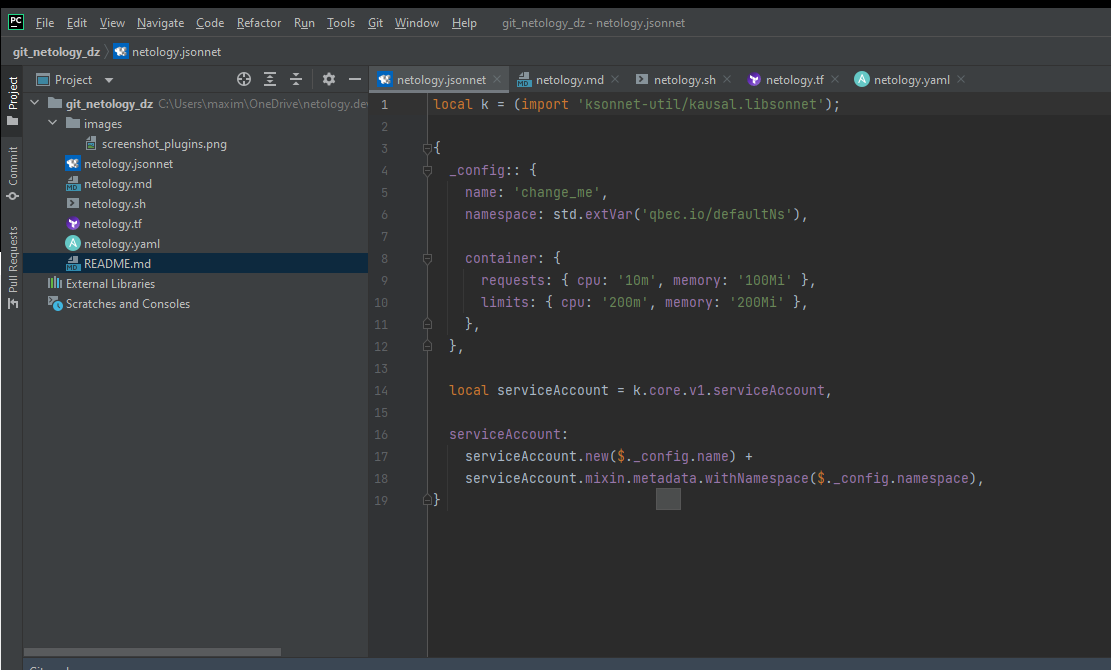 PC File Edit View Navigate Code Refactor Run Tools Git Window Help git_netology_dz - netology.jsonnet
git_netology_dz netology.jsonnet
Project
Commit
Pull Requests
Project
git_netology_dz C:\Users\maxim\OneDrive\netology.de
images
screenshot_plugins.png
netology.jsonnet
netology.md
netology.sh
netology.tf
netology.yaml
README.md
External Libraries
Scratches and Consoles
netology.jsonnet netology.md netology.sh netology.tf netology.yaml
1 local k = (import 'ksonnet-util/kausal.libsonnet');
2
3 {
4 _config:: {
5 name: 'change_me',
6 namespace: std.extVar('qbec.io/defaultNs'),
7
8 container: {
9 requests: { cpu: '10m', memory: '100Mi' },
10 limits: { cpu: '200m', memory: '200Mi' },
11 },
12 },
13
14 local serviceAccount = k.core.v1.serviceAccount,
15
16 serviceAccount:
17 serviceAccount.new($._config.name) +
18 serviceAccount.mixin.metadata.withNamespace($._config.namespace),
19 }